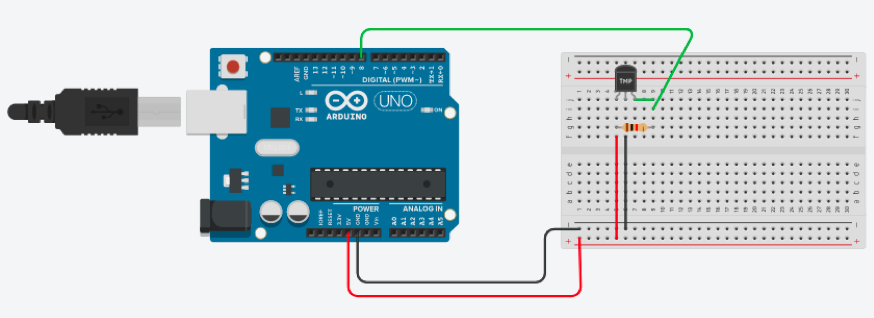 AREF
GND
13
12
~11
~10
~9
8
7
~6
~5
4
~3
2
TX→1
RX←0
DIGITAL (PWM~)
L
TX
RX
UNO
ARDUINO
ON
TMP
POWER
ANALOG IN
IOREF
RESET
3.3V
5V
GND
GND
Vin
A0
A1
A2
A3
A4
A5
j
i
h
g
f
e
d
c
b
a